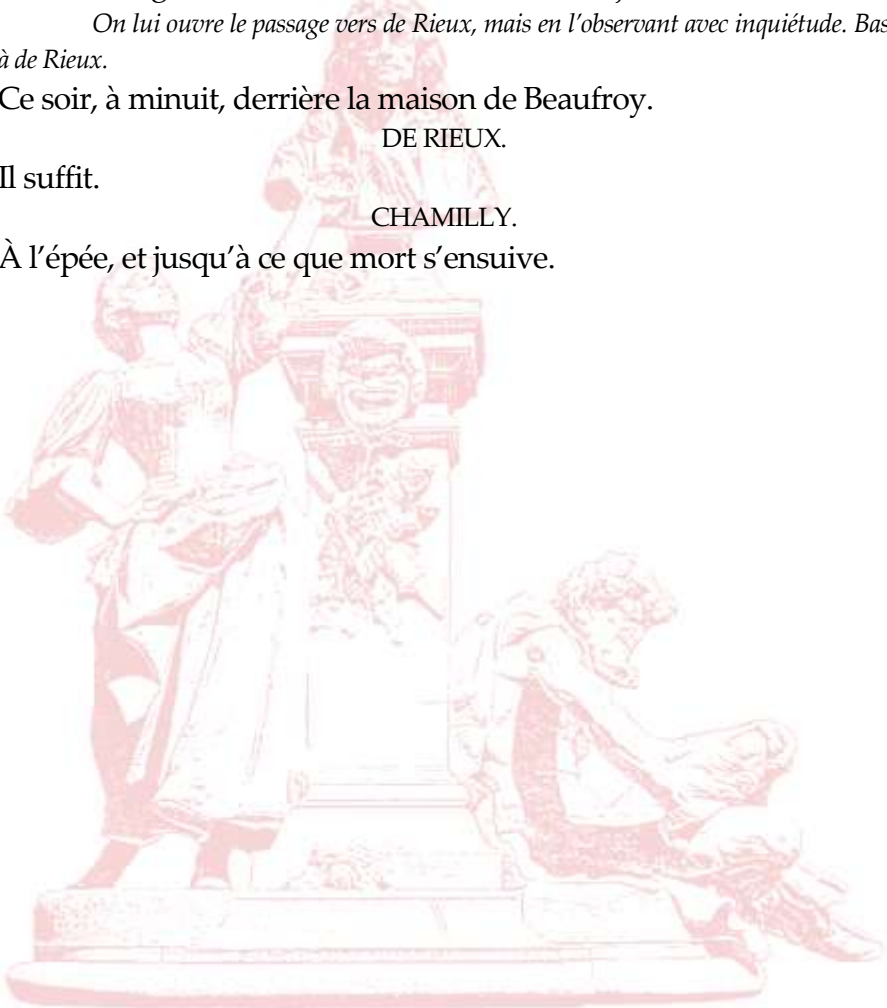 On lui ouvre le passage vers de Rieux, mais en l’observant avec inquiétude. Bas
à de Rieux.
Ce soir, à minuit, derrière la maison de Beaufroy.
DE RIEUX.
Il suffit.
CHAMILLY.
À l’épée, et jusqu’à ce que mort s’ensuive.